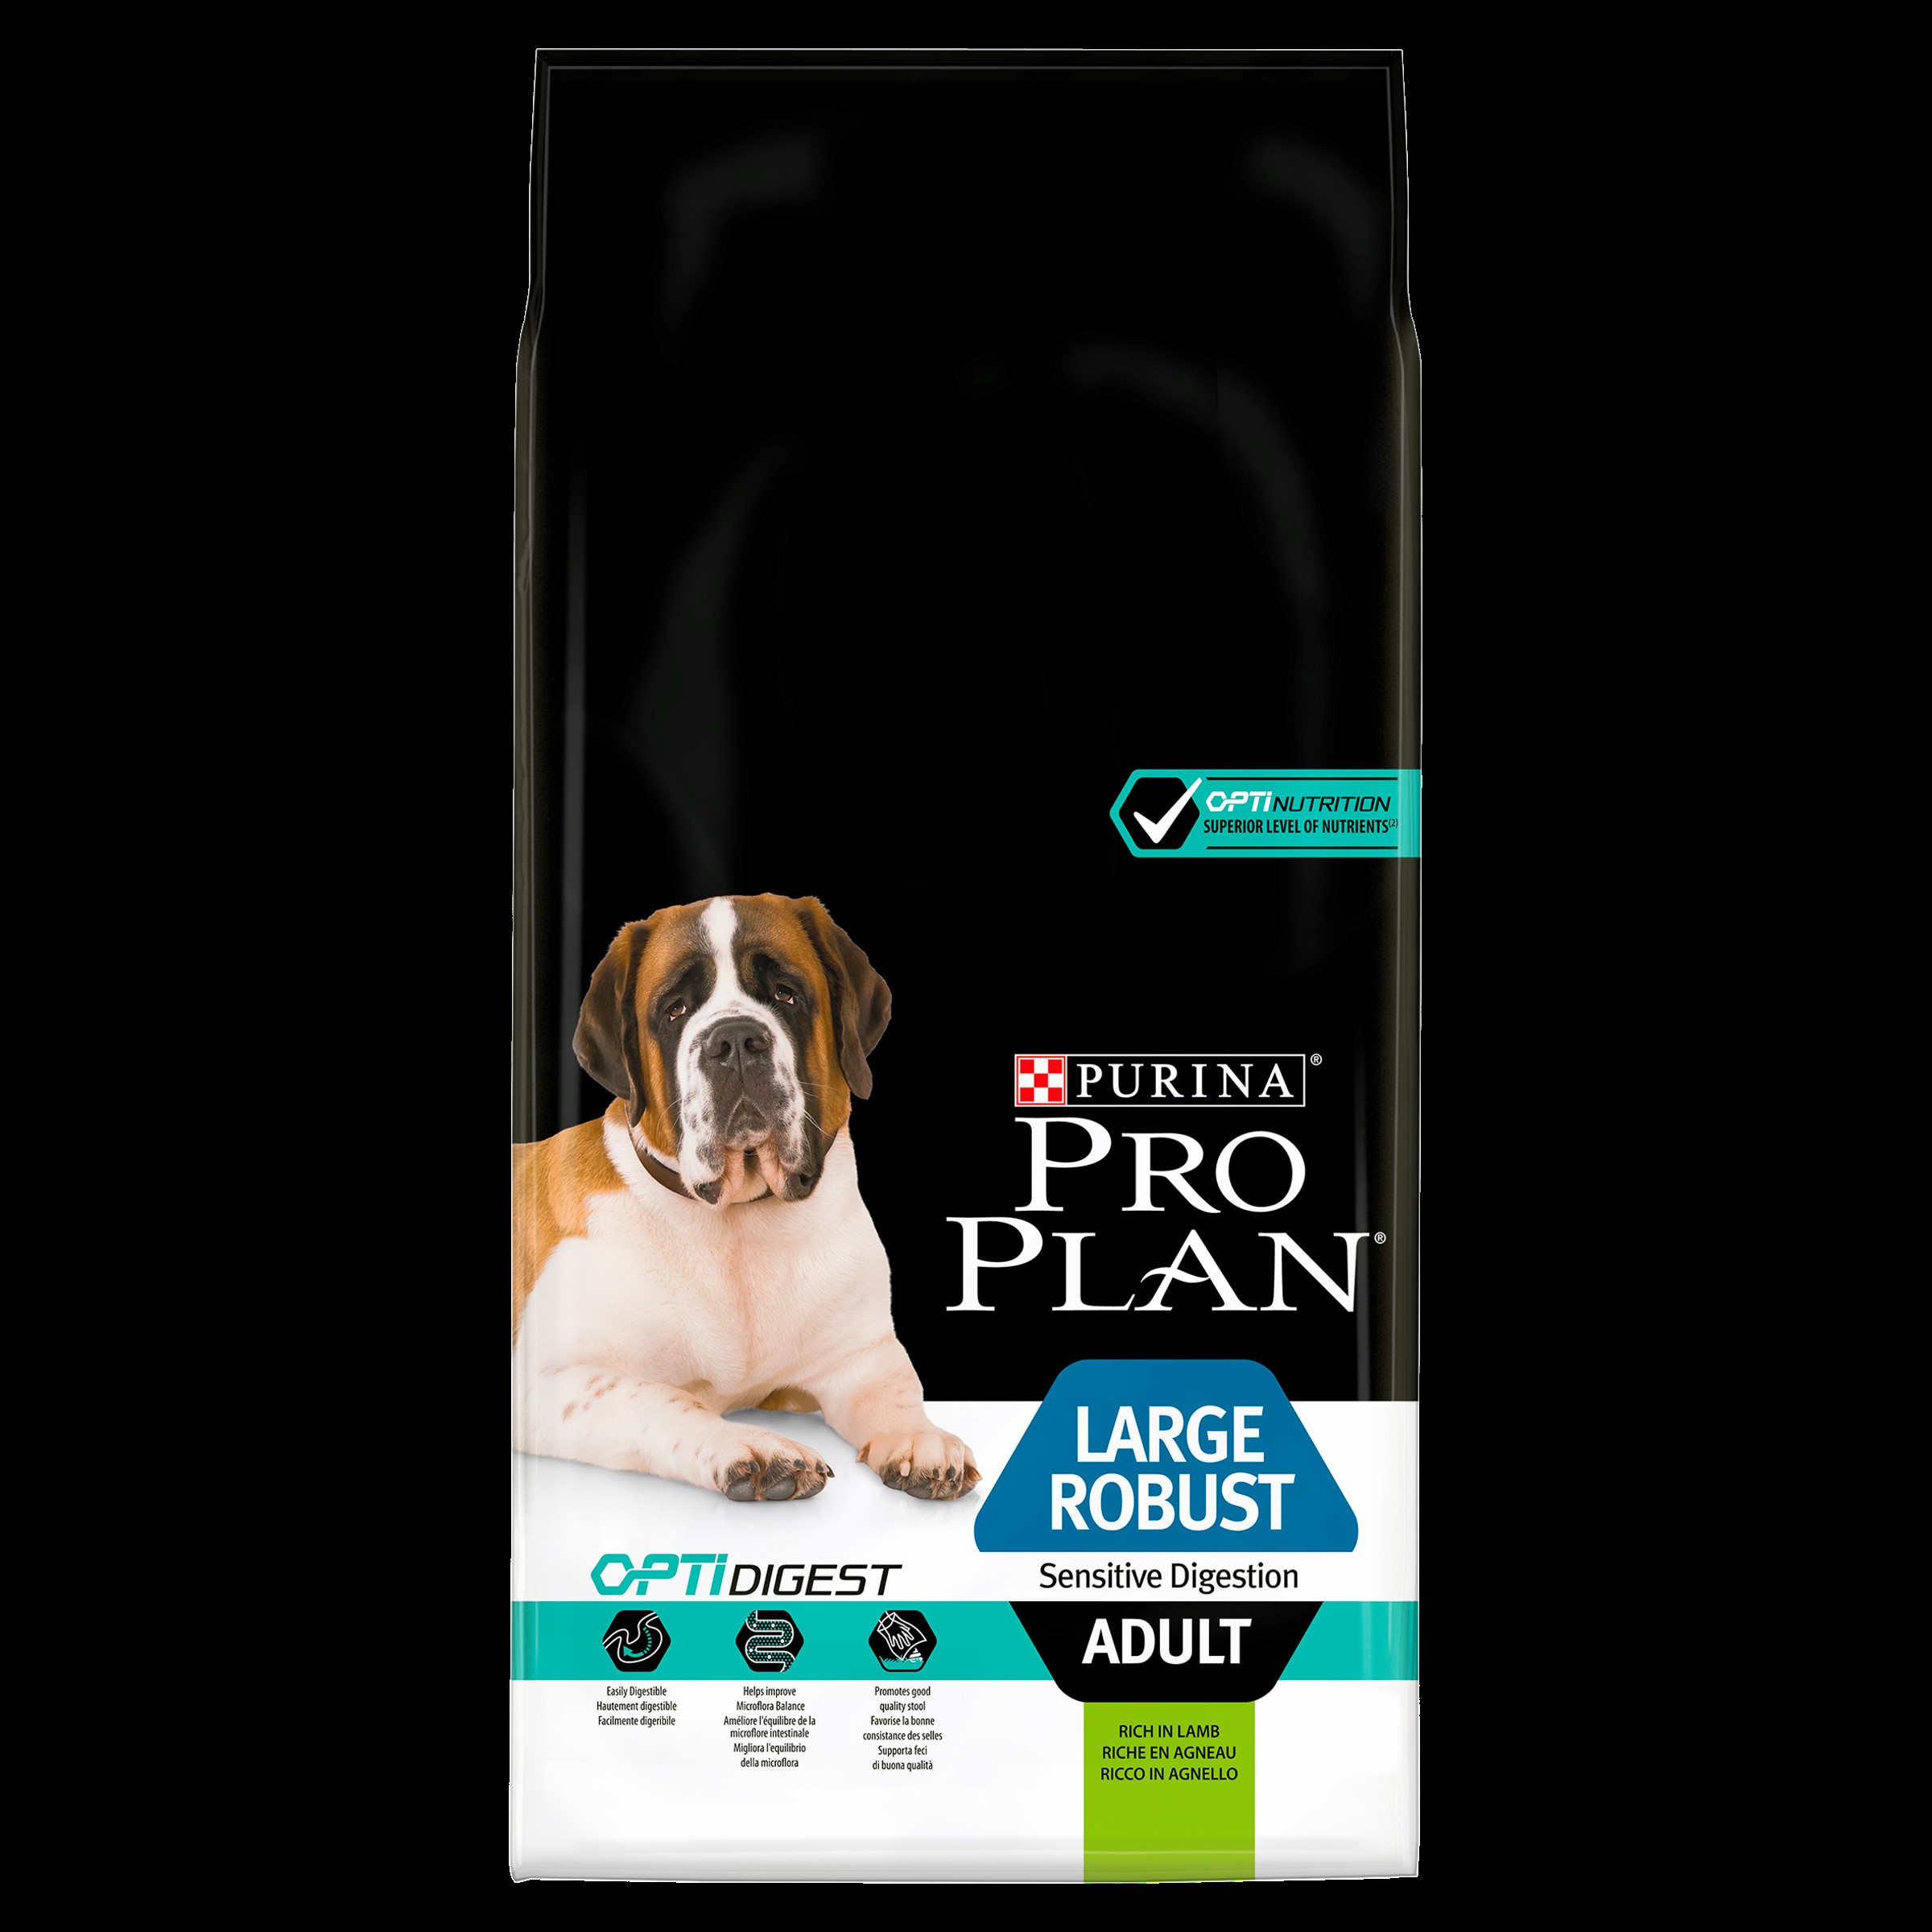 OPTINUTRITION
SUPERIOR LEVEL OF NUTRIENTS(2)
PURINA®
PRO
PLAN®
LARGE
ROBUST
Sensitive Digestion
ADULT
OPTIDIGEST
Easily Digestible
Hautement digestible
Facilmente digeribile
Helps improve
Microflora Balance
Améliore l'équilibre de la
microflore intestinale
Migliora l'equilibrio
della microflora
Promotes good
quality stool
Favorise la bonne
consistance des selles
Supporta feci
di buona qualità
RICH IN LAMB
RICHE EN AGNEAU
RICCO IN AGNELLO